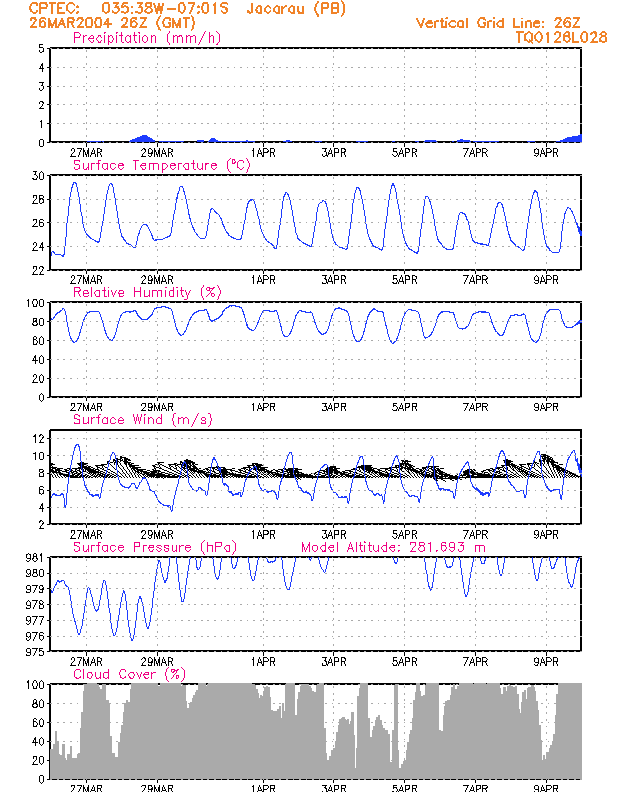 CPTEC: 035:38W-07:01S Jacarau (PB)
26MAR2004 26Z (GMT) Vertical Grid Line: 26Z
Precipitation (mm/h) TQ0126L028
5
4
3
2
1
0
27MAR 29MAR 1APR 3APR 5APR 7APR 9APR
Surface Temperature (°C)
30
28
26
24
22
27MAR 29MAR 1APR 3APR 5APR 7APR 9APR
Relative Humidity (%)
100
80
60
40
20
0
27MAR 29MAR 1APR 3APR 5APR 7APR 9APR
Surface Wind (m/s)
12
10
8
6
4
2
27MAR 29MAR 1APR 3APR 5APR 7APR 9APR
Surface Pressure (hPa) Model Altitude: 281.693 m
981
980
979
978
977
976
975
27MAR 29MAR 1APR 3APR 5APR 7APR 9APR
Cloud Cover (%)
100
80
60
40
20
0
27MAR 29MAR 1APR 3APR 5APR 7APR 9APR